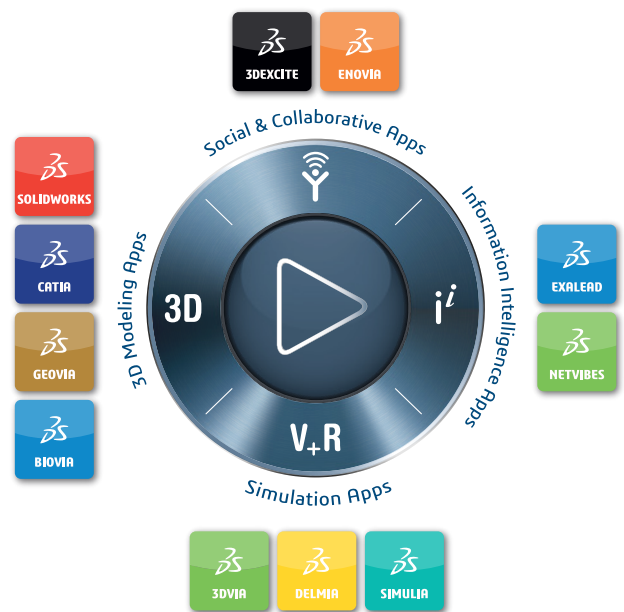 3DEXCITE
ENOVIA
Social & Collaborative Apps
SOLIDWORKS
CATIA
GEOVIA
BIOVIA
3D Modeling Apps
3D
i i
Information Intelligence Apps
EXALEAD
NETVIBES
V+R
Simulation Apps
3DVIA
DELMIA
SIMULIA